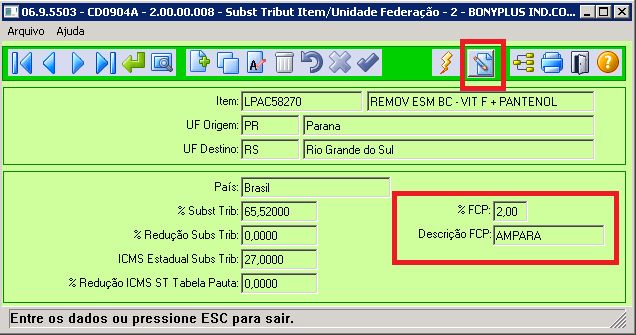 06.9.5503 - CD0904A - 2.00.00.008 - Subst Tribut Item/Unidade Federação - 2 - BONYPLUS IND.CO...
Arquivo Ajuda
Item: LPAC58270 REMOV ESM BC - VIT F + PANTENOL
UF Origem: PR Parana
UF Destino: RS Rio Grande do Sul
País: Brasil
% Subst Trib: 65,52000 % FCP: 2,00
% Redução Subs Trib: 0,0000 Descrição FCP: AMPARA
ICMS Estadual Subs Trib: 27,0000
% Redução ICMS ST Tabela Pauta: 0,0000
Entre os dados ou pressione ESC para sair.